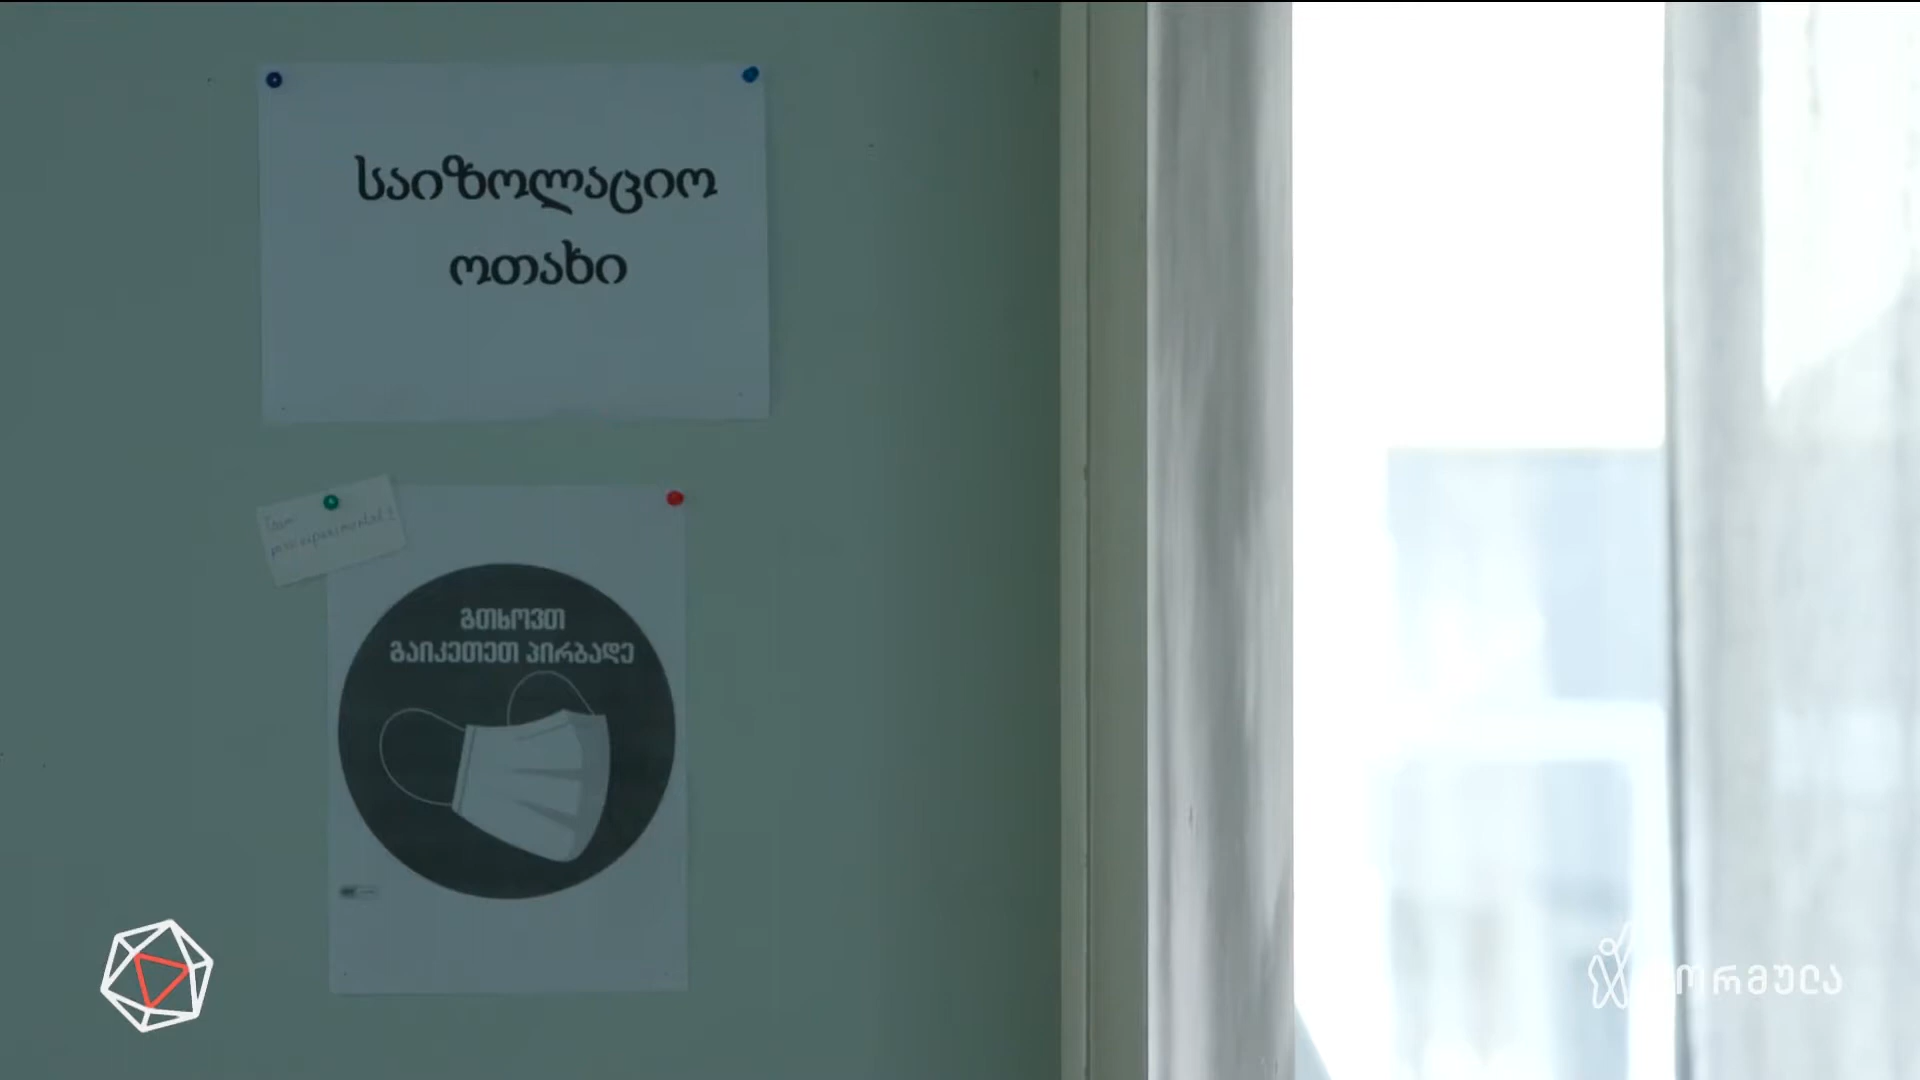 საიზოლაციო
ოთახი
გთხოვთ
გაიკეთეთ პირბადე
ფორმულა